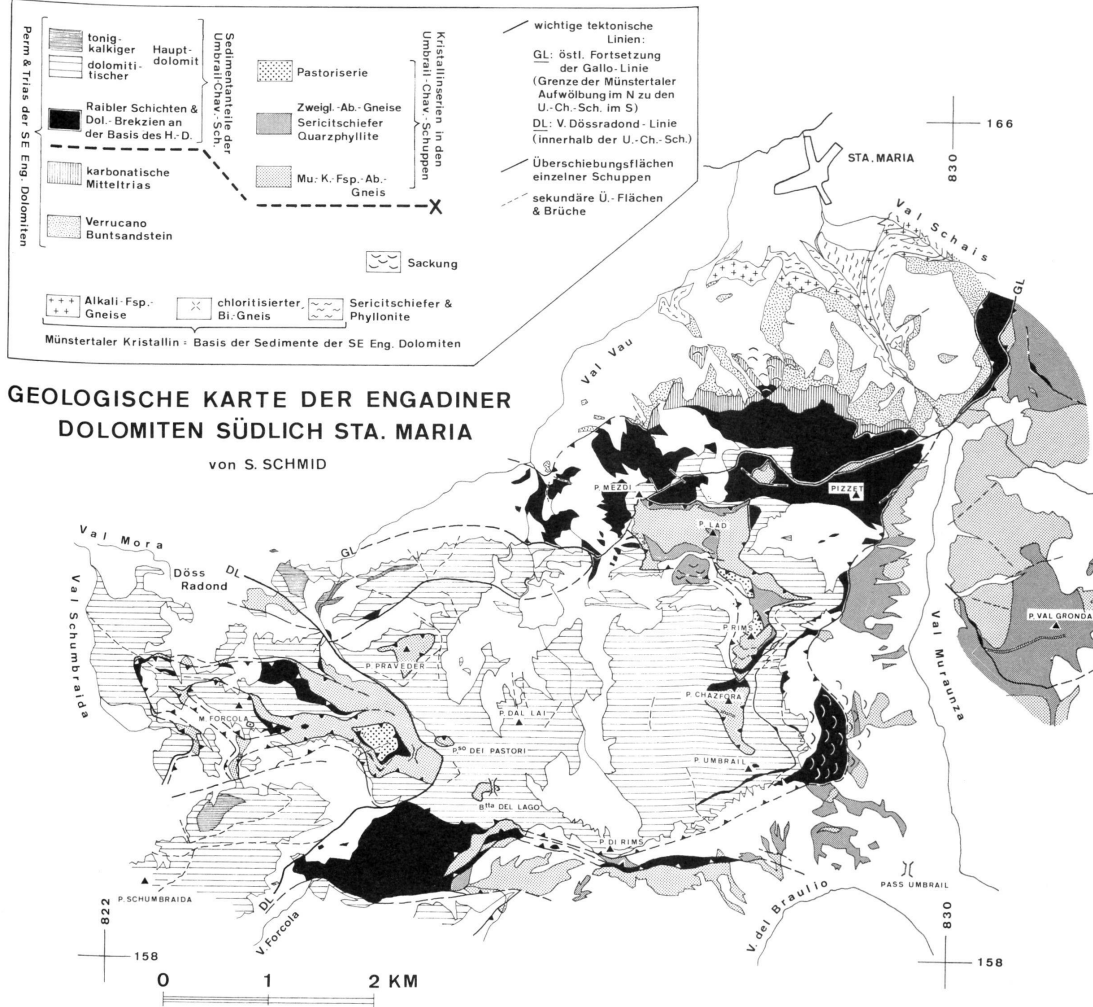 Perm & Trias der SE Eng. Dolomiten
tonig-
kalkiger
dolomiti-
tischer
Haupt-
dolomit
Raibler Schichten &
Dol.-Brekzien an
der Basis des H.-D.
karbonatische
Mitteltrias
Verrucano
Buntsandstein
Sedimentanteile der
Umbrail-Chav.-Sch.
Pastoriserie
Zweigl.-Ab.-Gneise
Sericitschiefer
Quarzphyllite
Mu.-K.-Fsp.-Ab.-
Gneis
Kristallinserien in den
Umbrail-Chav.-Schuppen
X
Sackung
Alkali-Fsp.-
Gneise
chloritisierter
Bi.-Gneis
Sericitschiefer &
Phyllonite
Münstertaler Kristallin = Basis der Sedimente der SE Eng. Dolomiten
wichtige tektonische
Linien:
GL: östl. Fortsetzung
der Gallo-Linie
(Grenze der Münstertaler
Aufwölbung im N zu den
U.-Ch.-Sch. im S)
DL: V. Dössradond-Linie
(innerhalb der U.-Ch.-Sch.)
Überschiebungsflächen
einzelner Schuppen
sekundäre Ü.-Flächen
& Brüche
GEOLOGISCHE KARTE DER ENGADINER
DOLOMITEN SÜDLICH STA. MARIA
von S. SCHMID
166
830
STA. MARIA
Val Schais
GL
Val Vau
P. MEZDI
PIZZET
P. LAD
Val Mora
GL
Döss
Radond
DL
Val Schumbraida
P. RIMS
P. VAL GRONDA
Val Muraunza
P. PRAVEDER
P. CHAZFORA
P. DAL LAI
M. FORCOLA
P.so DEI PASTORI
P. UMBRAIL
Btta DEL LAGO
P. DI RIMS
PASS UMBRAIL
P. SCHUMBRAIDA
DL
V. Forcola
V. del Braulio
822
158
830
158
0 1 2 KM